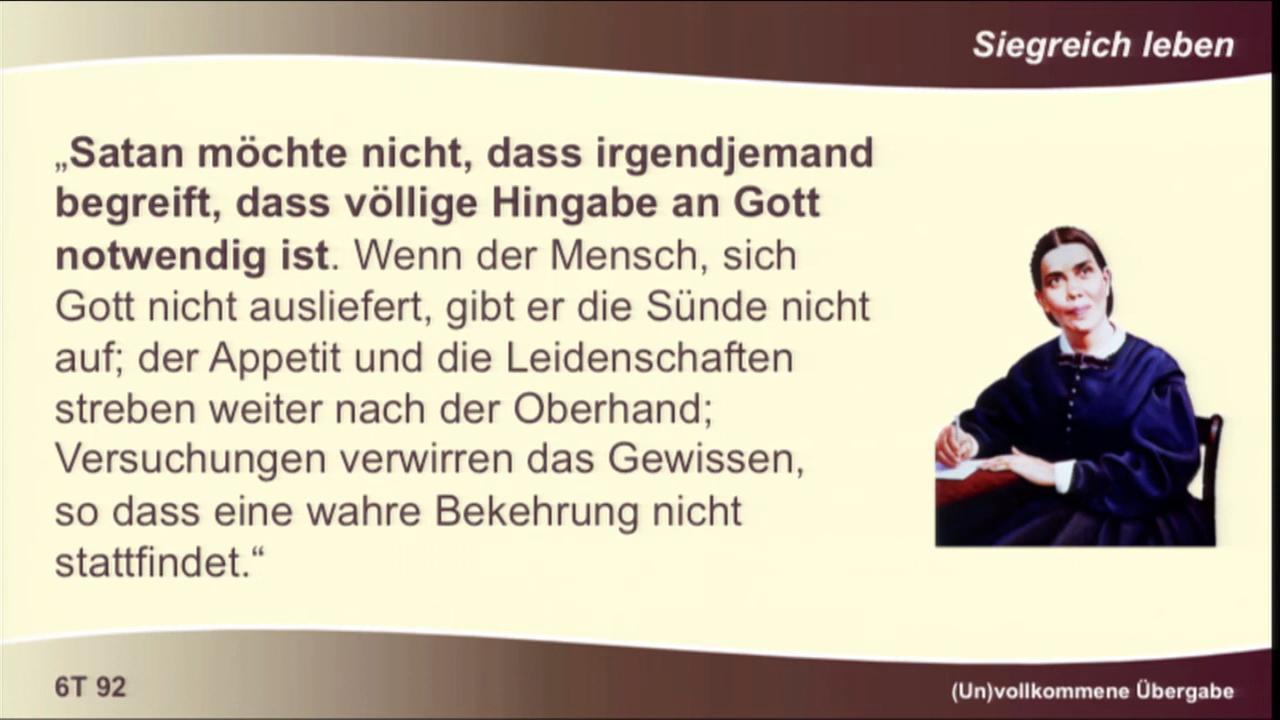 Siegreich leben
„Satan möchte nicht, dass irgendjemand
begreift, dass völlige Hingabe an Gott
notwendig ist. Wenn der Mensch, sich
Gott nicht ausliefert, gibt er die Sünde nicht
auf; der Appetit und die Leidenschaften
streben weiter nach der Oberhand;
Versuchungen verwirren das Gewissen,
so dass eine wahre Bekehrung nicht
stattfindet.“
6T 92
(Un)vollkommene Übergabe